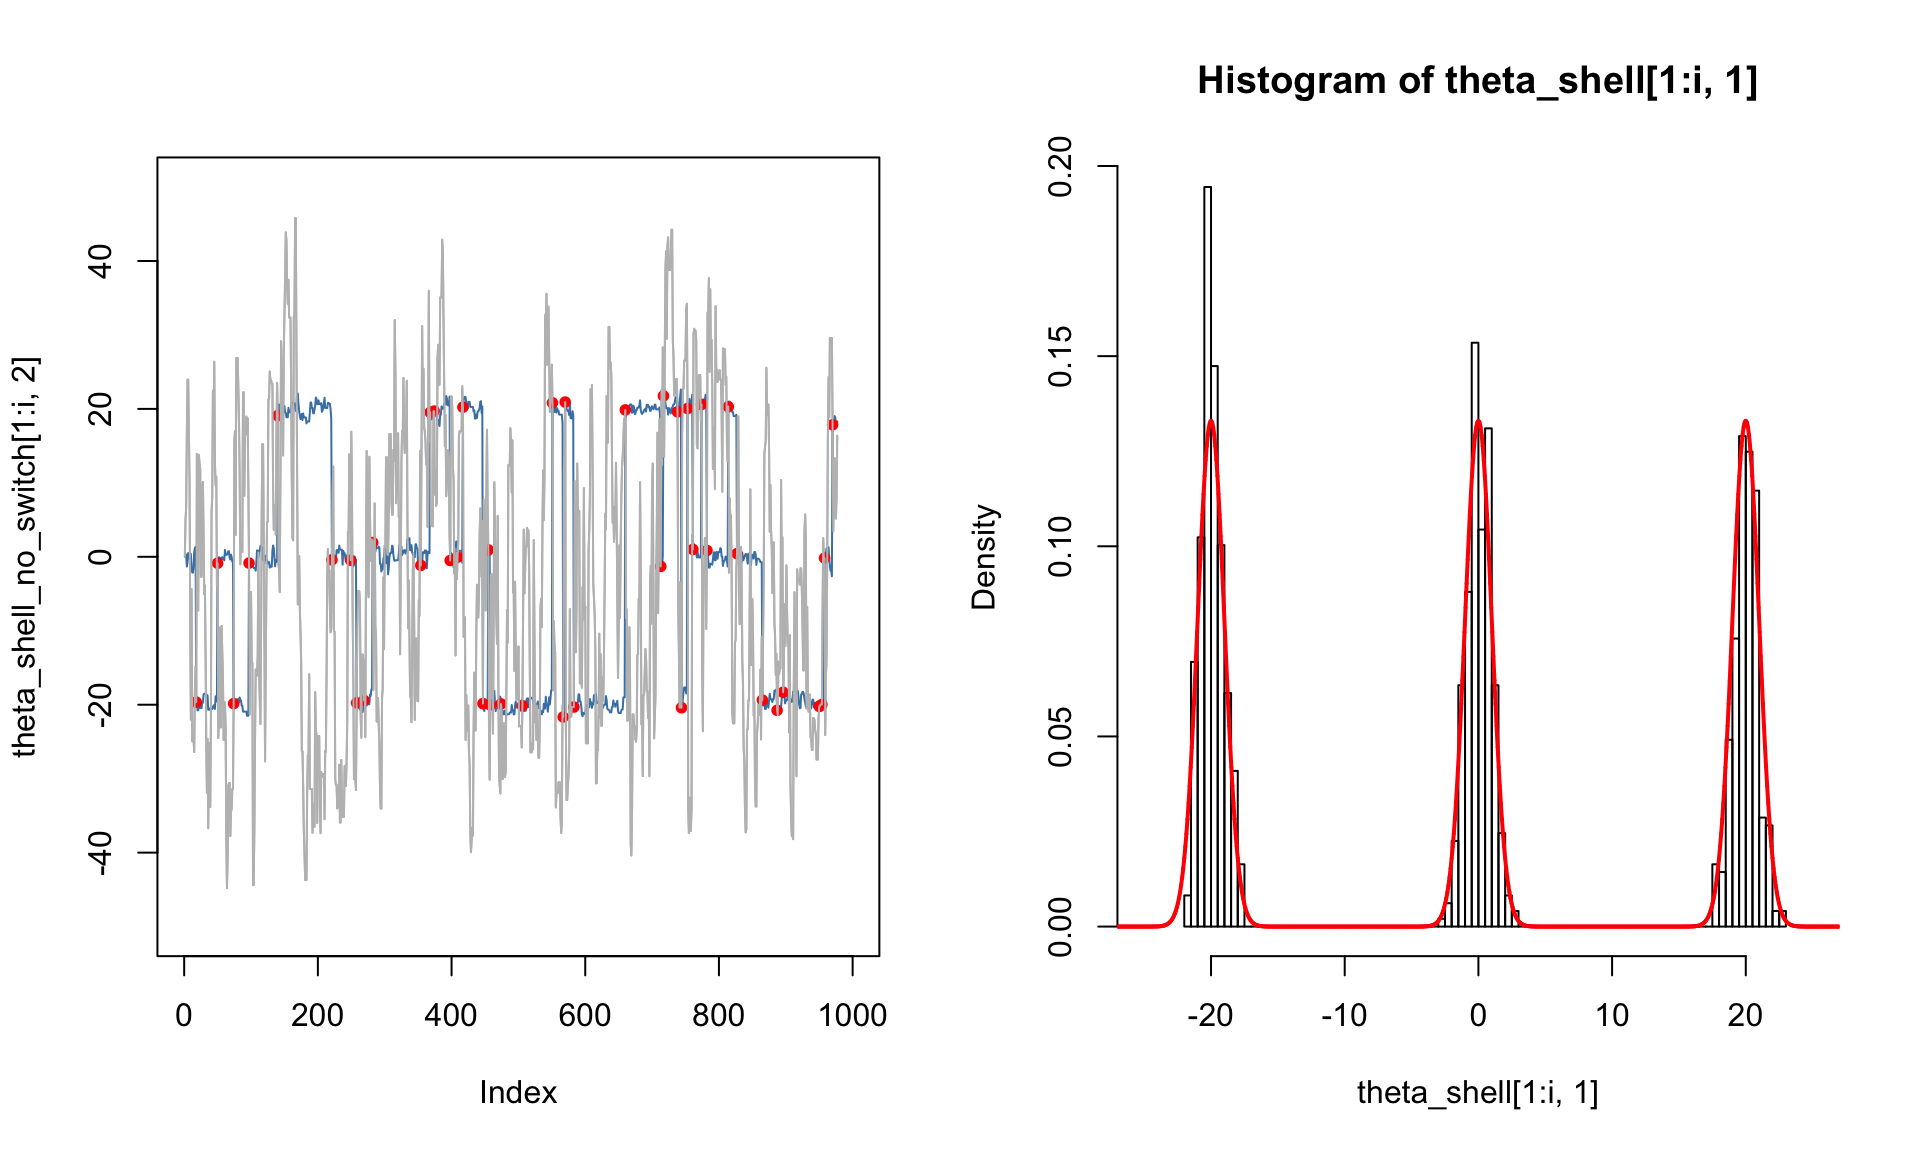 theta_shell_no_switch[1:i, 2]
40
20
0
-20
-40
0 200 400 600 800 1000
Index
Histogram of theta_shell[1:i, 1]
Density
0.20
0.15
0.10
0.05
0.00
-20 -10 0 10 20
theta_shell[1:i, 1]